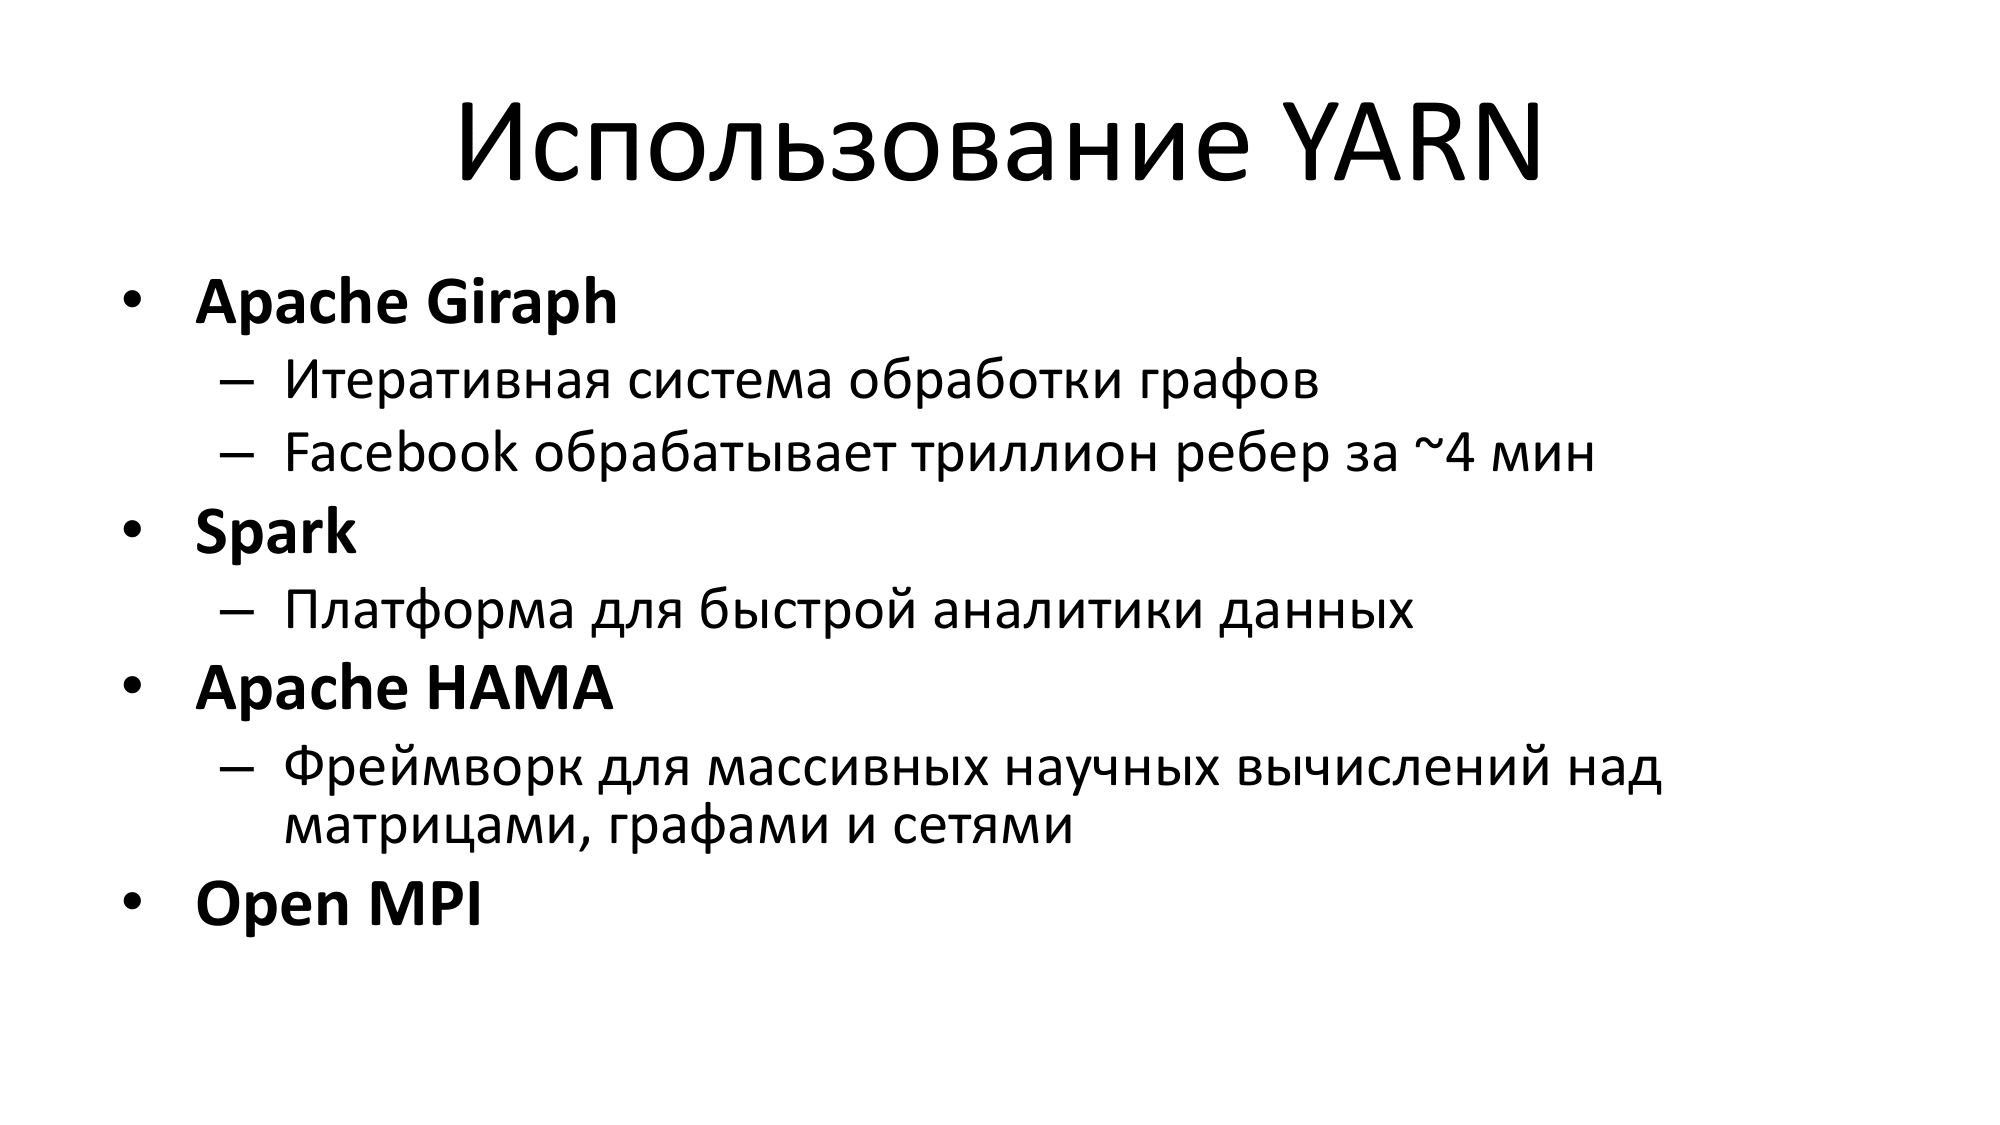 Использование YARN
• Apache Giraph
– Итеративная система обработки графов
– Facebook обрабатывает триллион ребер за ~4 мин
• Spark
– Платформа для быстрой аналитики данных
• Apache HAMA
– Фреймворк для массивных научных вычислений над
матрицами, графами и сетями
• Open MPI